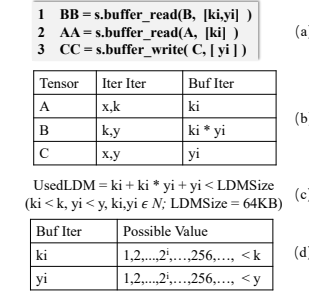 1 BB = s.buffer_read(B, [ki,yi] )
2 AA = s.buffer_read(A, [ki] )
3 CC = s.buffer_write( C, [ yi ] )
(a)
Tensor Iter Iter Buf Iter
A x,k ki
B k,y ki * yi
C x,y yi
(b)
UsedLDM = ki + ki * yi + yi < LDMSize
(ki < k, yi < y, ki,yi ϵ N; LDMSize = 64KB)
(c)
Buf Iter Possible Value
ki 1,2,...,2ⁱ,…,256,…, < k
yi 1,2,...,2ⁱ,…,256,…, < y
(d)